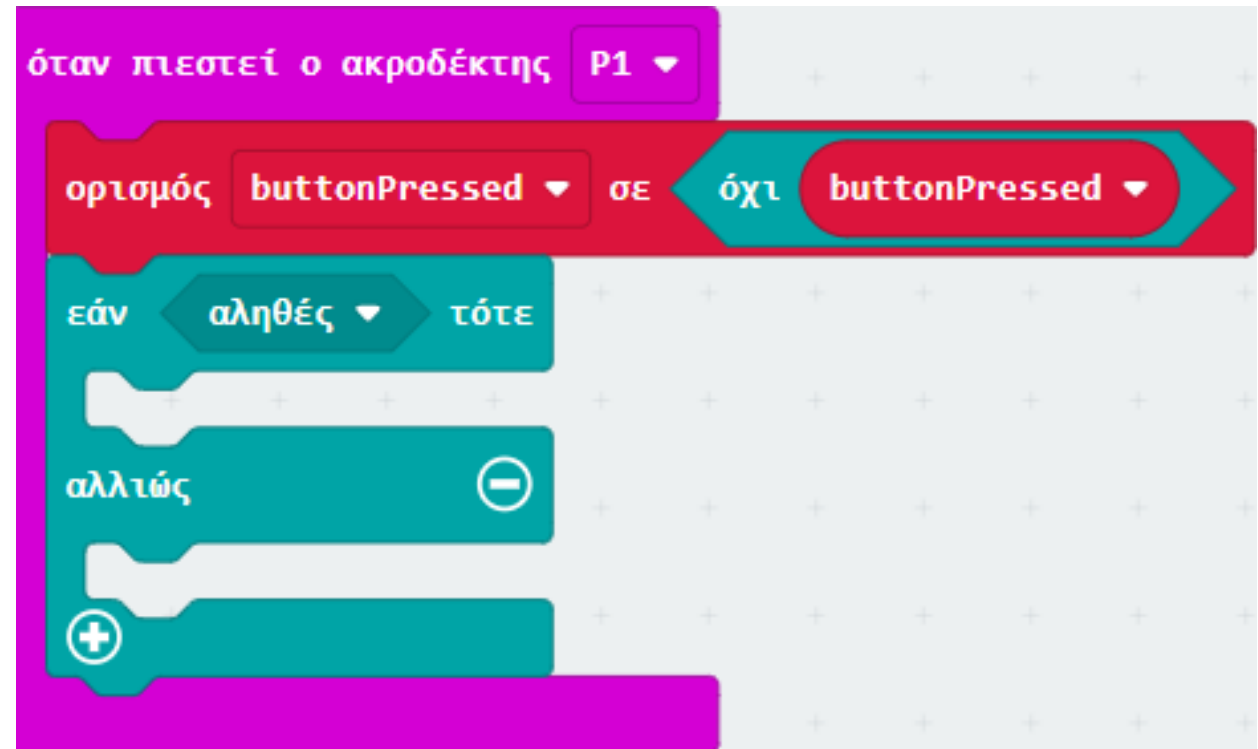 όταν πιεστεί ο ακροδέκτης P1
ορισμός buttonPressed σε όχι buttonPressed
εάν αληθές τότε
αλλιώς